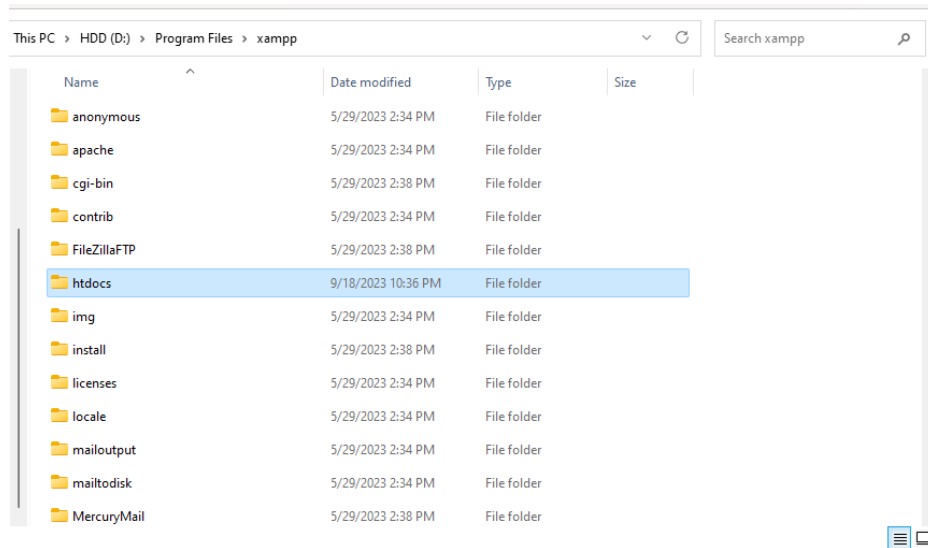 This PC > HDD (D:) > Program Files > xampp Search xampp
Name Date modified Type Size
anonymous 5/29/2023 2:34 PM File folder
apache 5/29/2023 2:34 PM File folder
cgi-bin 5/29/2023 2:38 PM File folder
contrib 5/29/2023 2:34 PM File folder
FileZillaFTP 5/29/2023 2:38 PM File folder
htdocs 9/18/2023 10:36 PM File folder
img 5/29/2023 2:34 PM File folder
install 5/29/2023 2:38 PM File folder
licenses 5/29/2023 2:34 PM File folder
locale 5/29/2023 2:34 PM File folder
mailoutput 5/29/2023 2:34 PM File folder
mailtodisk 5/29/2023 2:34 PM File folder
MercuryMail 5/29/2023 2:38 PM File folder